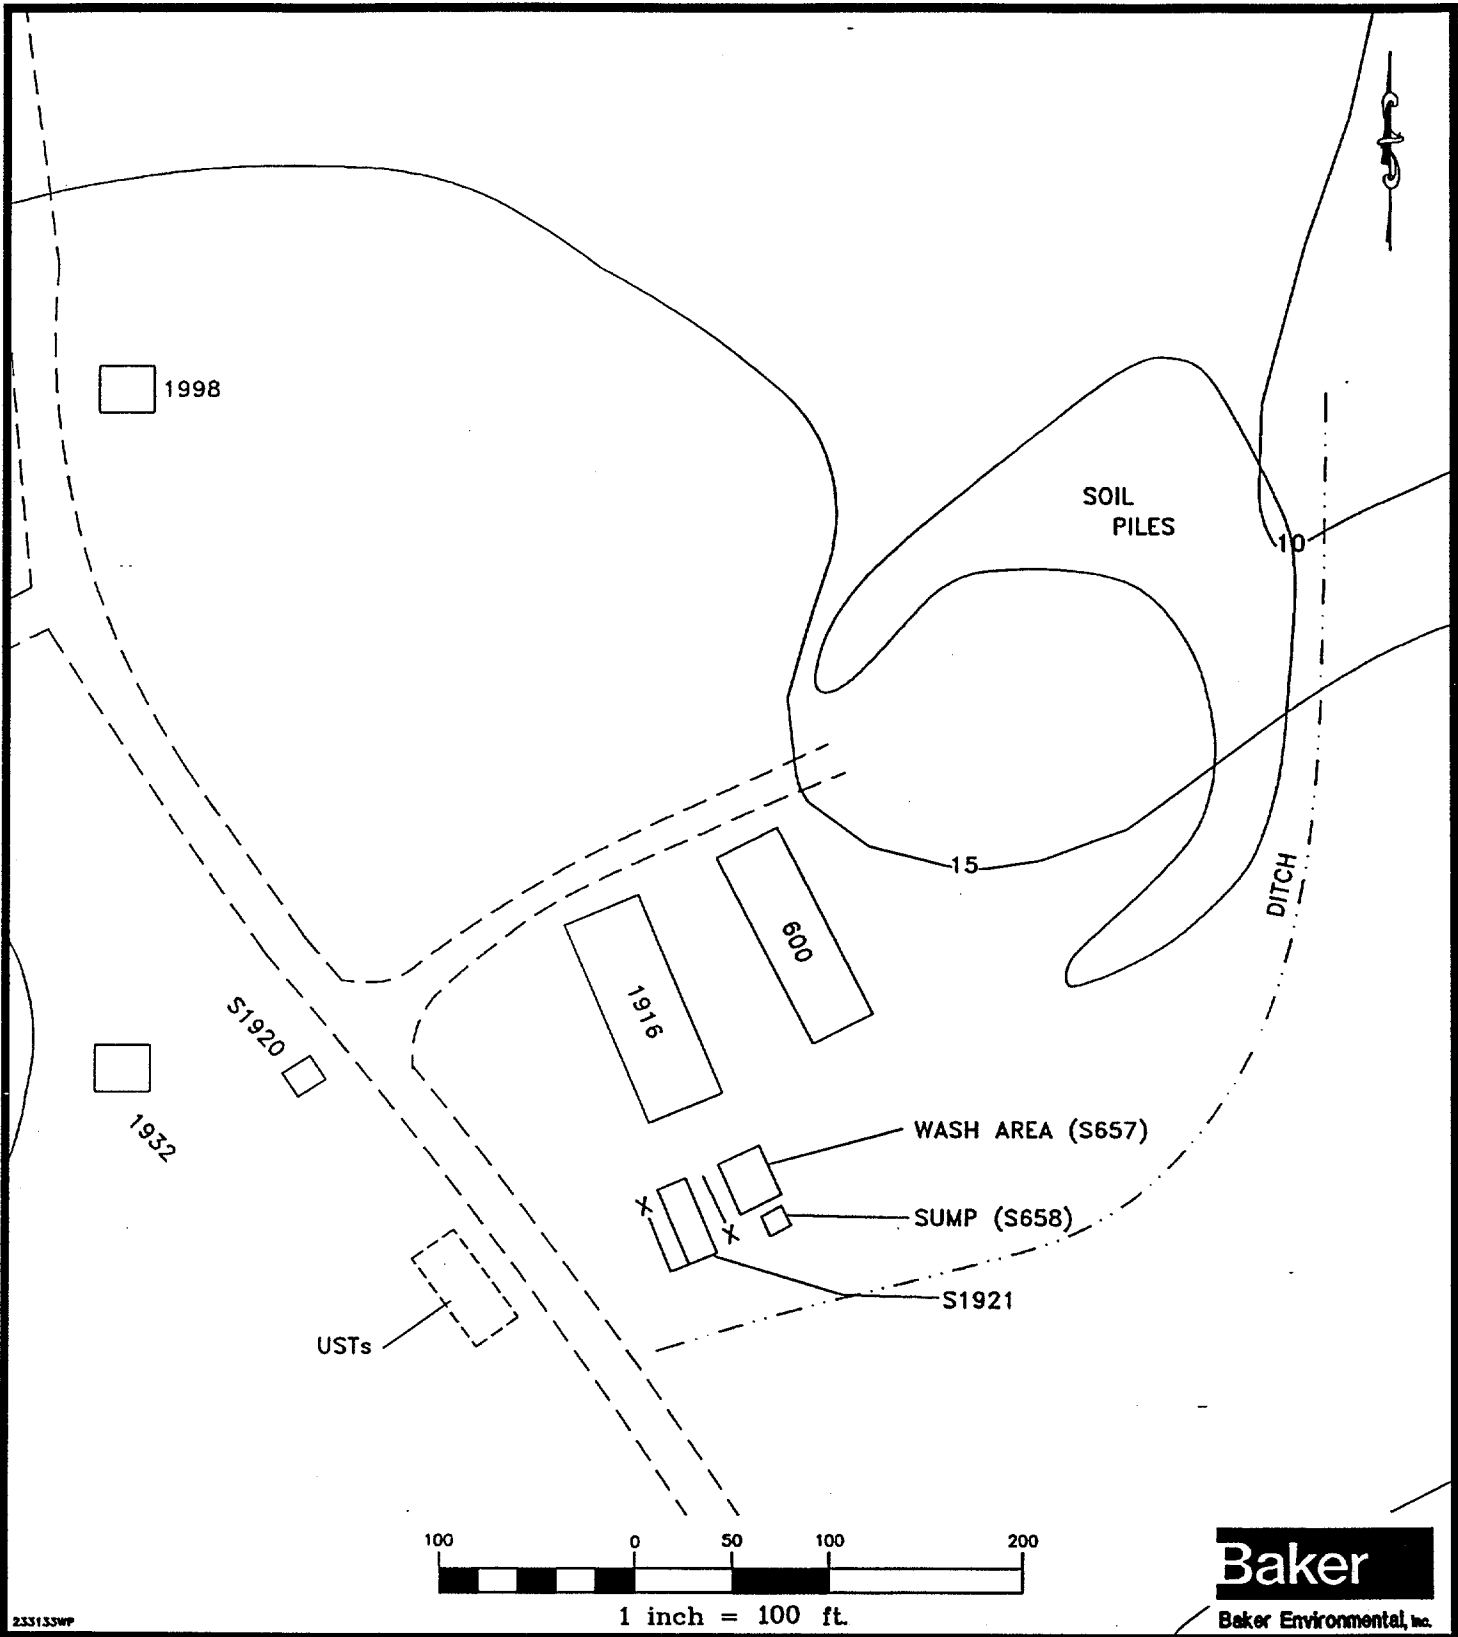 1998
SOIL
PILES
10
15
DITCH
600
1916
S1920
1932
WASH AREA (S657)
SUMP (S658)
S1921
USTs
100 0 50 100 200
1 inch = 100 ft.
233133WP
Baker
Baker Environmental, Inc.